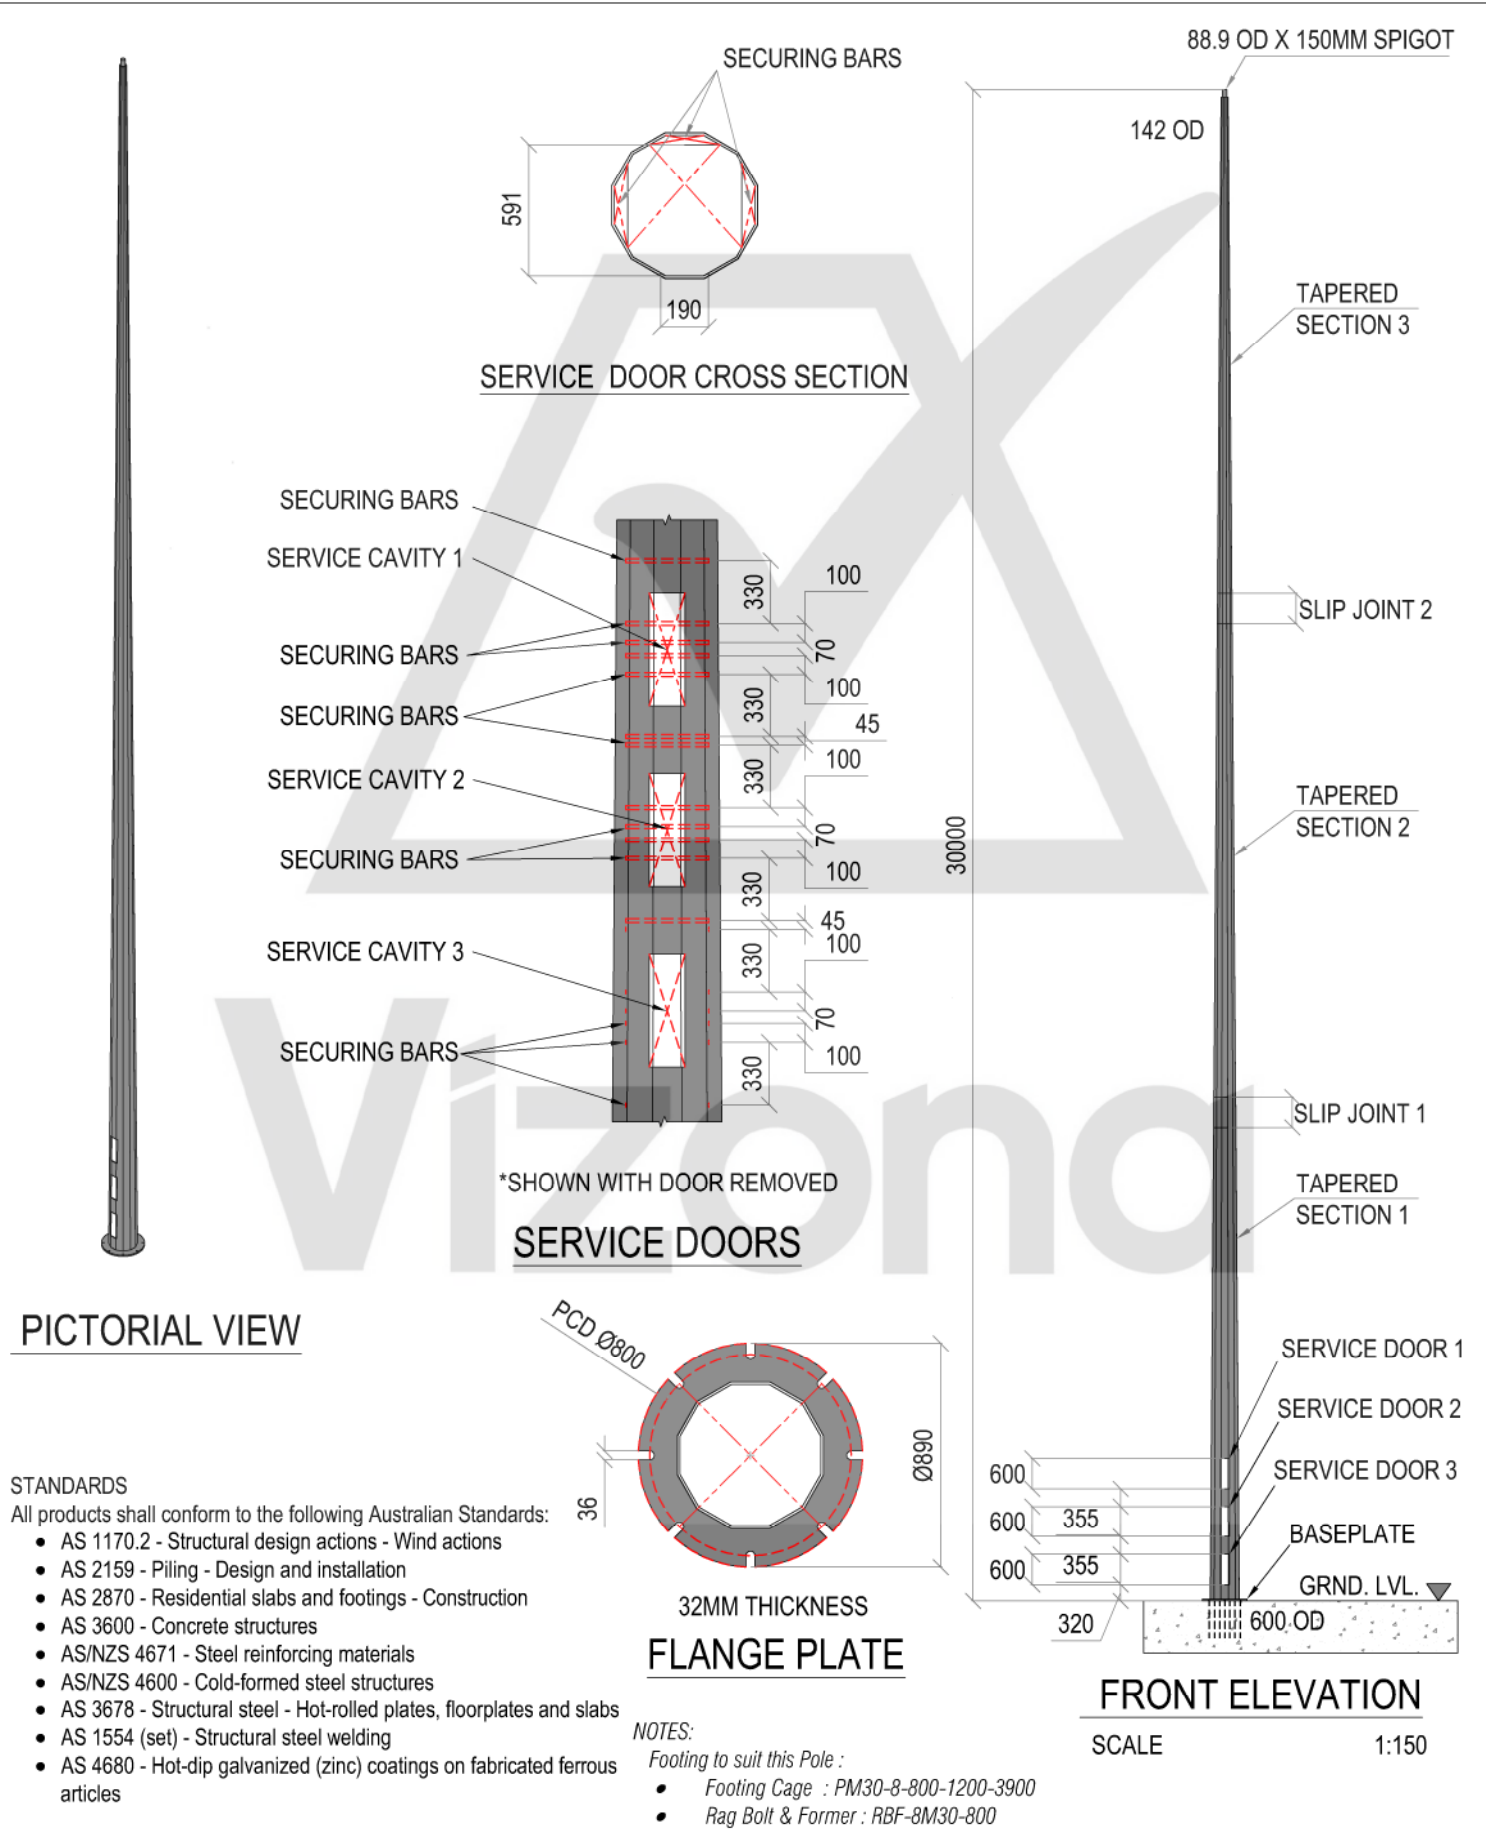 88.9 OD X 150MM SPIGOT
SECURING BARS
142 OD
591
190
SERVICE DOOR CROSS SECTION
TAPERED
SECTION 3
SECURING BARS
SERVICE CAVITY 1
SECURING BARS
SECURING BARS
SERVICE CAVITY 2
SECURING BARS
SERVICE CAVITY 3
SECURING BARS
330
100
70
100
330
45
100
330
70
100
330
45
100
330
70
100
330
*SHOWN WITH DOOR REMOVED
SERVICE DOORS
30000
SLIP JOINT 2
TAPERED
SECTION 2
SLIP JOINT 1
TAPERED
SECTION 1
Vizona
PICTORIAL VIEW
PCD Ø800
Ø890
36
32MM THICKNESS
FLANGE PLATE
SERVICE DOOR 1
SERVICE DOOR 2
SERVICE DOOR 3
600
600
355
600
355
320
BASEPLATE
GRND. LVL.
600 OD
FRONT ELEVATION
SCALE 1:150
STANDARDS
All products shall conform to the following Australian Standards:
● AS 1170.2 - Structural design actions - Wind actions
● AS 2159 - Piling - Design and installation
● AS 2870 - Residential slabs and footings - Construction
● AS 3600 - Concrete structures
● AS/NZS 4671 - Steel reinforcing materials
● AS/NZS 4600 - Cold-formed steel structures
● AS 3678 - Structural steel - Hot-rolled plates, floorplates and slabs
● AS 1554 (set) - Structural steel welding
● AS 4680 - Hot-dip galvanized (zinc) coatings on fabricated ferrous
articles
NOTES:
Footing to suit this Pole :
● Footing Cage : PM30-8-800-1200-3900
● Rag Bolt & Former : RBF-8M30-800